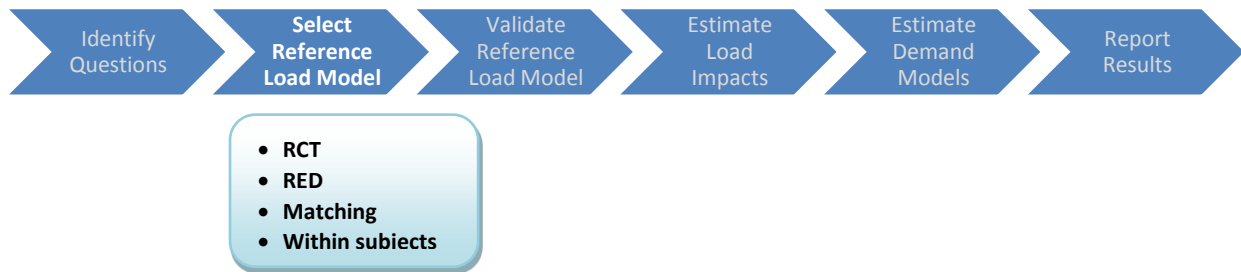 Identify
Questions
Select
Reference
Load Model
Validate
Reference
Load Model
Estimate
Load
Impacts
Estimate
Demand
Models
Report
Results
• RCT
• RED
• Matching
• Within subjects